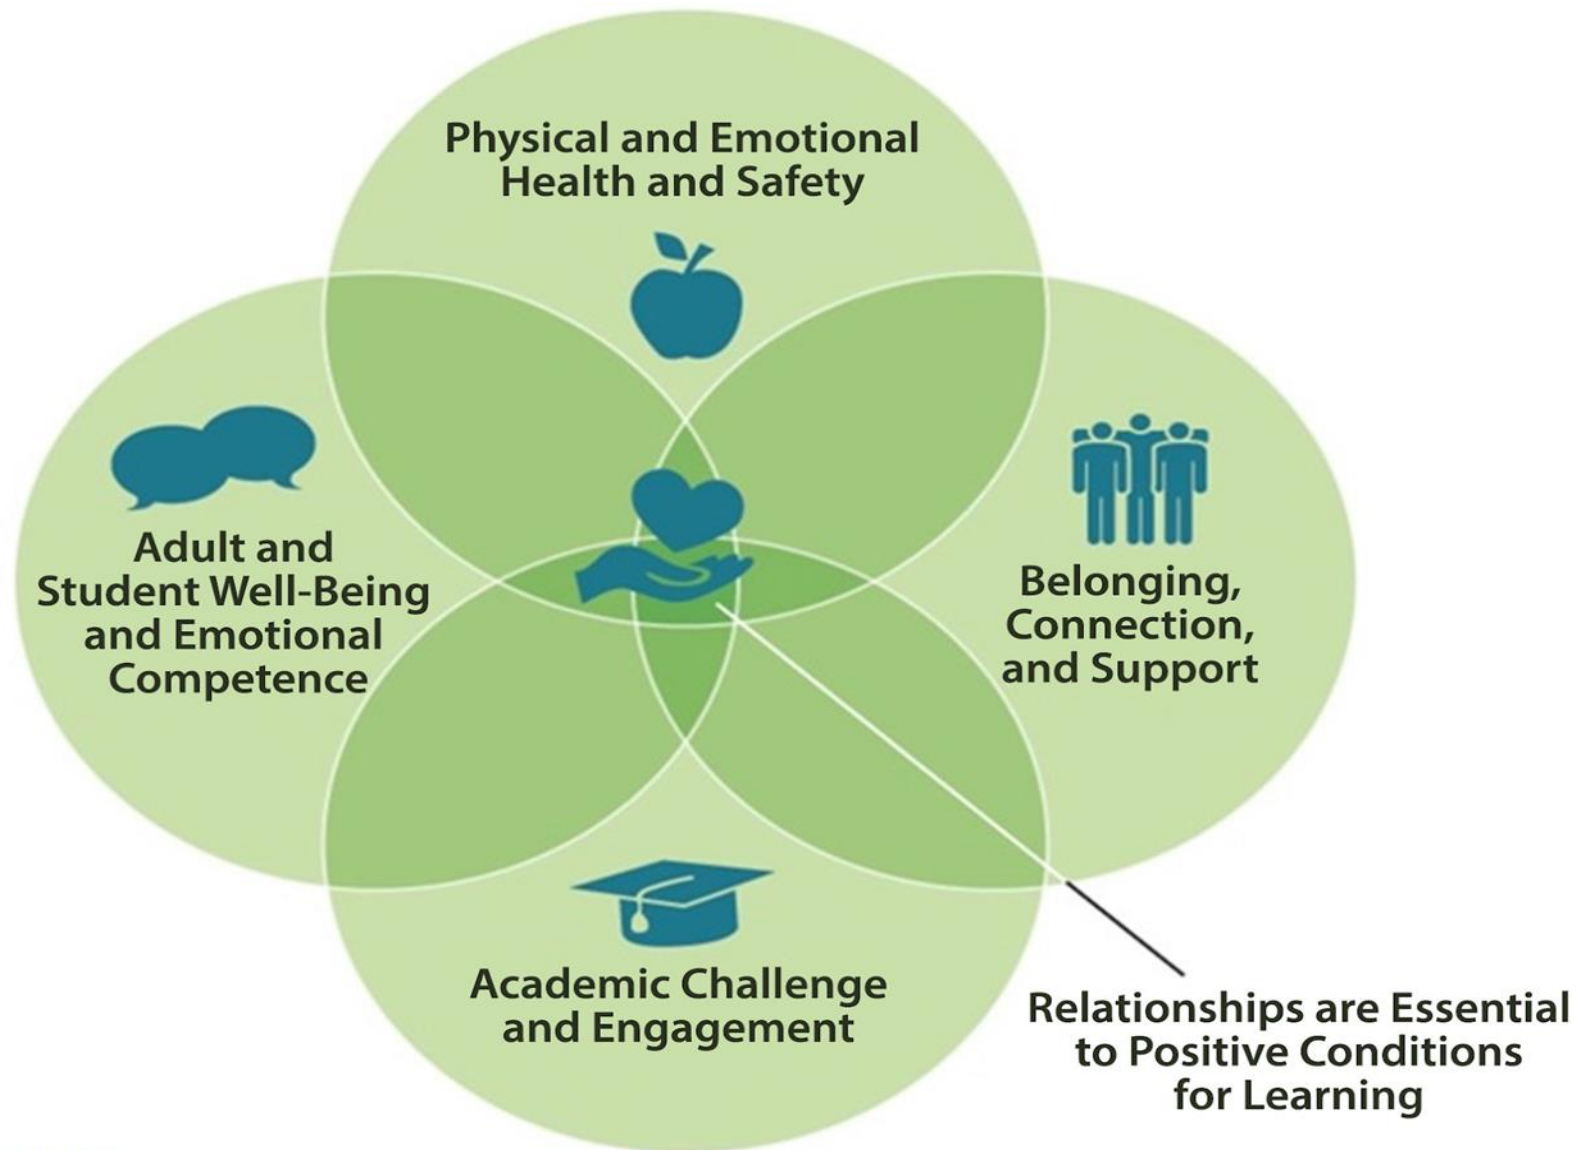 Physical and Emotional
Health and Safety
Adult and
Student Well-Being
and Emotional
Competence
Belonging,
Connection,
and Support
Academic Challenge
and Engagement
Relationships are Essential
to Positive Conditions
for Learning